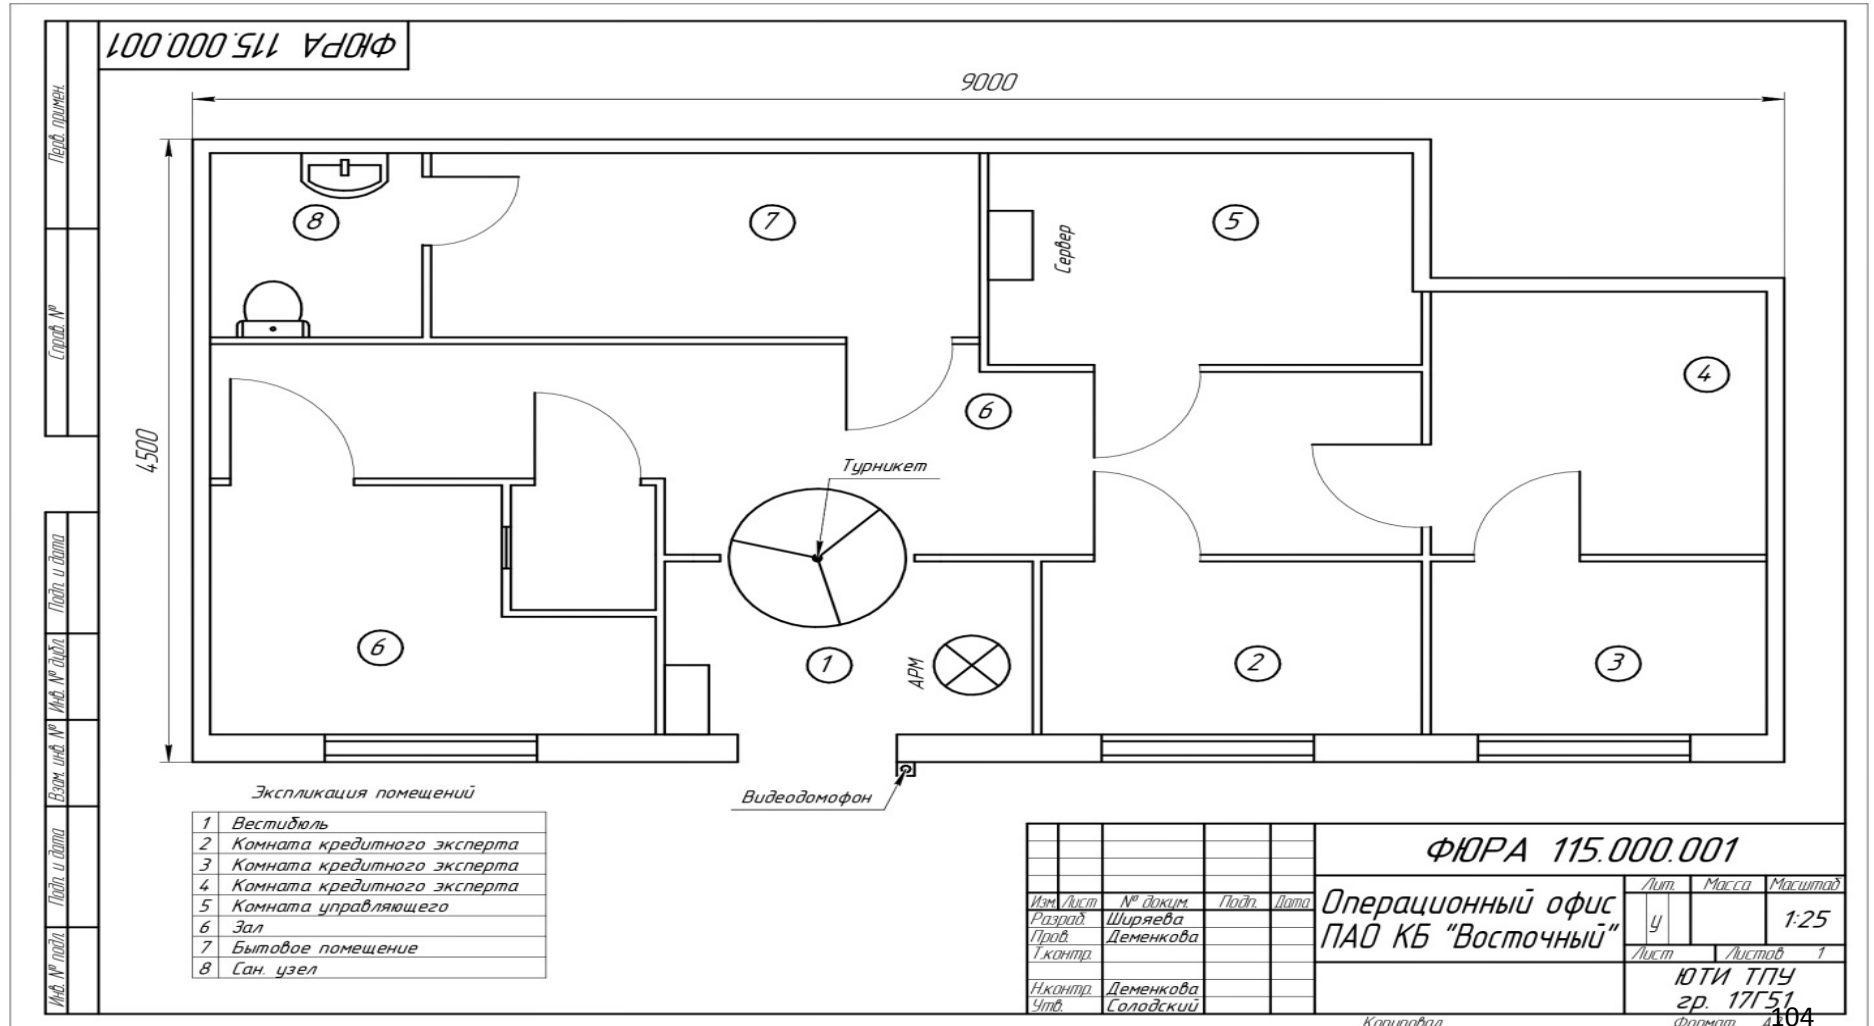 ФЮРА 115.000.001
Перв. примен.
Справ. №
Подп. и дата
Инв. № дубл.
Взам. инв. №
Подп. и дата
Инв. № подл.
9000
4500
8
7
5
Сервер
4
6
Турникет
6
1
АРМ
2
3
Видеодомофон
Экспликация помещений
1 Вестибюль
2 Комната кредитного эксперта
3 Комната кредитного эксперта
4 Комната кредитного эксперта
5 Комната управляющего
6 Зал
7 Бытовое помещение
8 Сан. узел
ФЮРА 115.000.001
Изм. Лист № докум. Подп. Дата
Разраб. Ширяева
Пров. Деменкова
Т.контр.
Н.контр. Деменкова
Утв. Солодский
Операционный офис
ПАО КБ "Восточный"
Лит. Масса Масштаб
у 1:25
Лист Листов 1
ЮТИ ТПУ
гр. 17Г51
Копировал
Формат
104